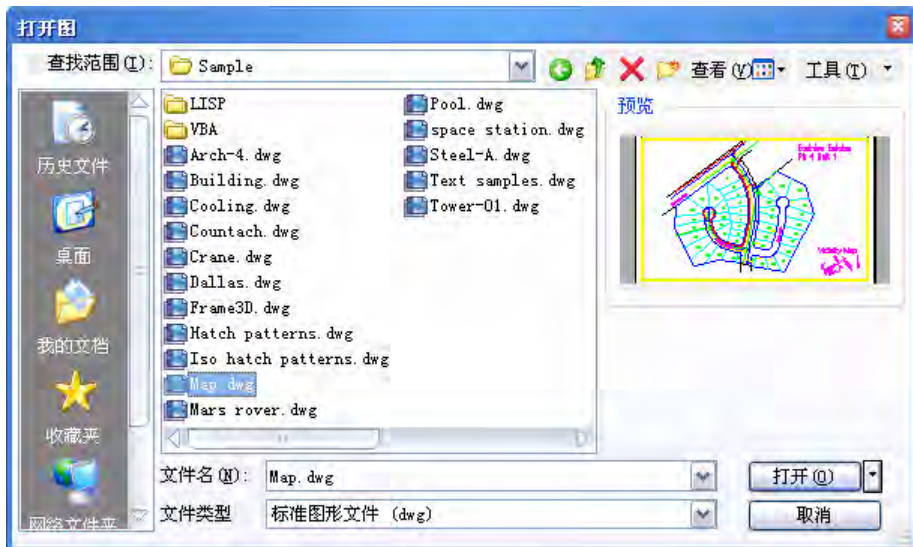 打开图
查找范围(I):
Sample
查看(V)
工具(T)
历史文件
桌面
我的文档
收藏夹
网络文件夹
LISP
VBA
Arch-4.dwg
Building.dwg
Cooling.dwg
Countach.dwg
Crane.dwg
Dallas.dwg
Frame3D.dwg
Hatch patterns.dwg
Iso hatch patterns.dwg
Map.dwg
Mars rover.dwg
Pool.dwg
space station.dwg
Steel-A.dwg
Text samples.dwg
Tower-01.dwg
预览
Vicinity Map
文件名(N):
Map.dwg
打开(O)
文件类型
标准图形文件 (dwg)
取消